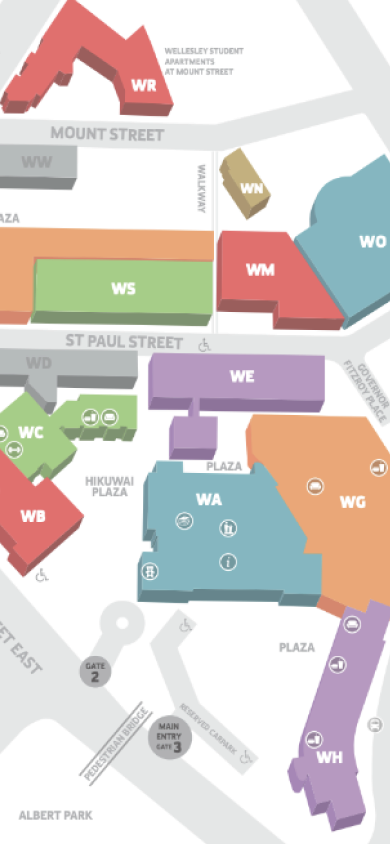 WELLESLEY STUDENT
APARTMENTS
AT MOUNT STREET
WR
MOUNT STREET
WW
WALKWAY
WN
AZA
WO
WM
WS
ST PAUL STREET
WD
WE
GOVERNOR
FITZROY PLACE
WC
PLAZA
HIKUWAI
PLAZA
WA
WG
WB
i
EET EAST
GATE
2
PLAZA
PEDESTRIAN BRIDGE
MAIN
ENTRY
GATE 3
RESERVED CARPARK
WH
ALBERT PARK